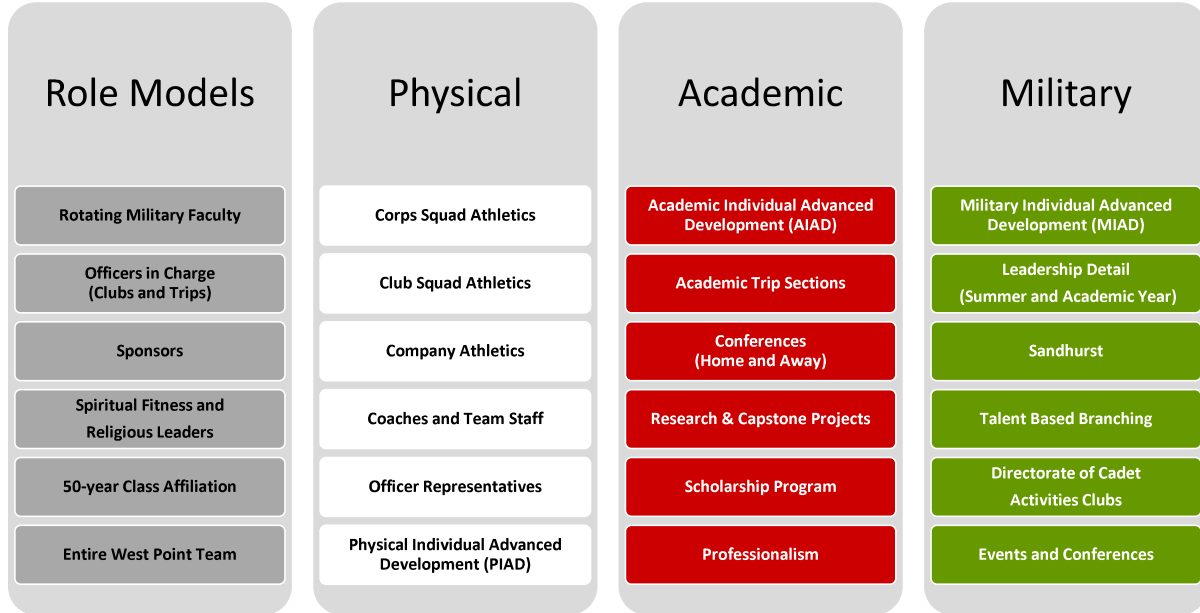 Role Models
Rotating Military Faculty
Officers in Charge
(Clubs and Trips)
Sponsors
Spiritual Fitness and
Religious Leaders
50-year Class Affiliation
Entire West Point Team
Physical
Corps Squad Athletics
Club Squad Athletics
Company Athletics
Coaches and Team Staff
Officer Representatives
Physical Individual Advanced
Development (PIAD)
Academic
Academic Individual Advanced
Development (AIAD)
Academic Trip Sections
Conferences
(Home and Away)
Research & Capstone Projects
Scholarship Program
Professionalism
Military
Military Individual Advanced
Development (MIAD)
Leadership Detail
(Summer and Academic Year)
Sandhurst
Talent Based Branching
Directorate of Cadet
Activities Clubs
Events and Conferences